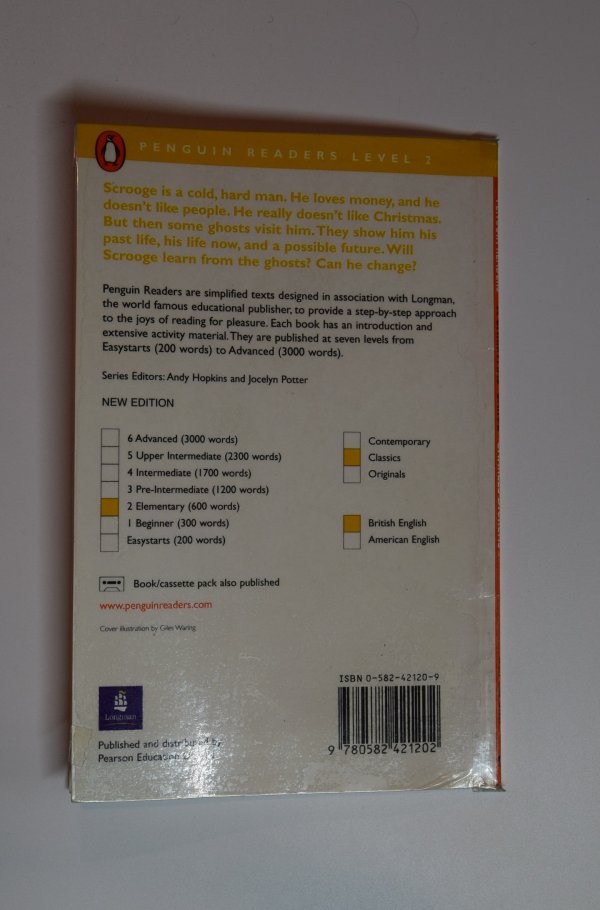 PENGUIN READERS LEVEL 2
Scrooge is a cold, hard man. He loves money, and he
doesn't like people. He really doesn't like Christmas.
But then some ghosts visit him. They show him his
past life, his life now, and a possible future. Will
Scrooge learn from the ghosts? Can he change?
Penguin Readers are simplified texts designed in association with Longman,
the world famous educational publisher, to provide a step-by-step approach
to the joys of reading for pleasure. Each book has an introduction and
extensive activity material. They are published at seven levels from
Easystarts (200 words) to Advanced (3000 words).
Series Editors: Andy Hopkins and Jocelyn Potter
NEW EDITION
6 Advanced (3000 words)
5 Upper Intermediate (2300 words)
4 Intermediate (1700 words)
3 Pre-Intermediate (1200 words)
2 Elementary (600 words)
1 Beginner (300 words)
Easystarts (200 words)
Contemporary
Classics
Originals
British English
American English
Book/cassette pack also published
www.penguinreaders.com
Cover illustration by Giles Waring
Longman
Published and distributed by
Pearson Education
ISBN 0-582-42120-9
9 780582 421202